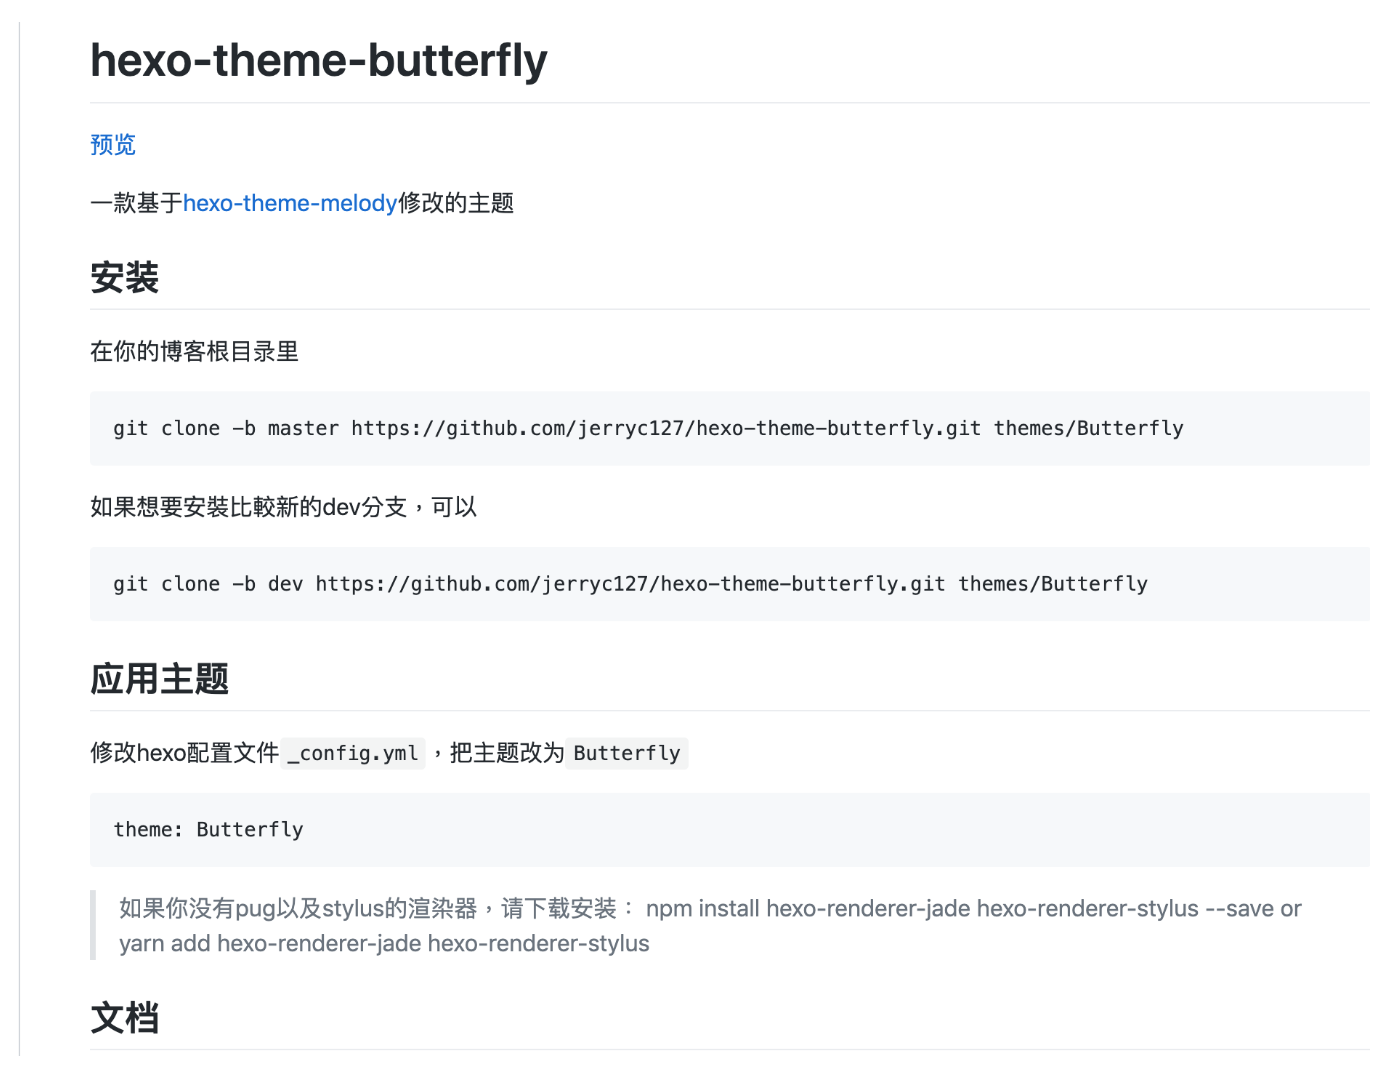 hexo-theme-butterfly
预览
一款基于hexo-theme-melody修改的主题
安装
在你的博客根目录里
git clone -b master https://github.com/jerryc127/hexo-theme-butterfly.git themes/Butterfly
如果想要安裝比較新的dev分支，可以
git clone -b dev https://github.com/jerryc127/hexo-theme-butterfly.git themes/Butterfly
应用主题
修改hexo配置文件 _config.yml ，把主题改为 Butterfly
theme: Butterfly
如果你没有pug以及stylus的渲染器，请下载安装： npm install hexo-renderer-jade hexo-renderer-stylus --save or
yarn add hexo-renderer-jade hexo-renderer-stylus
文档